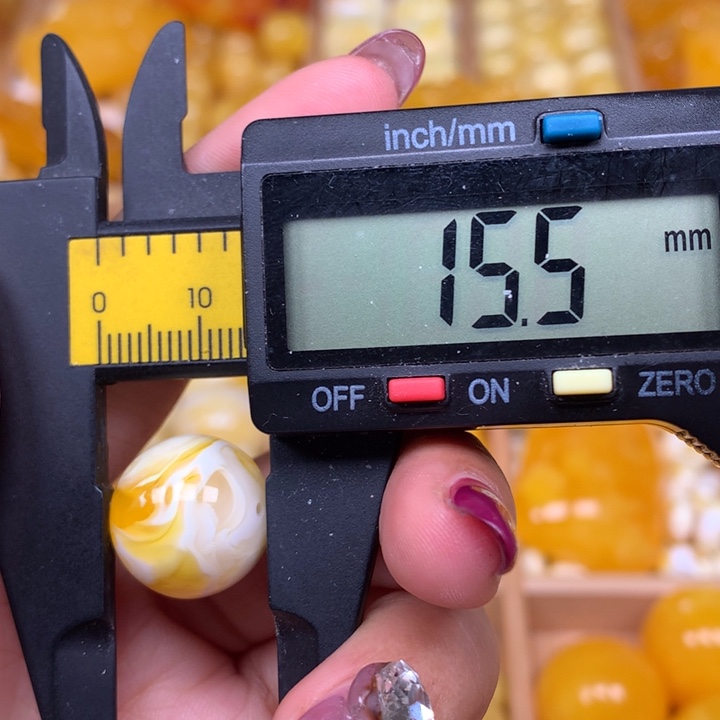 inch/mm
15.5 mm
0 10
OFF ON ZERO